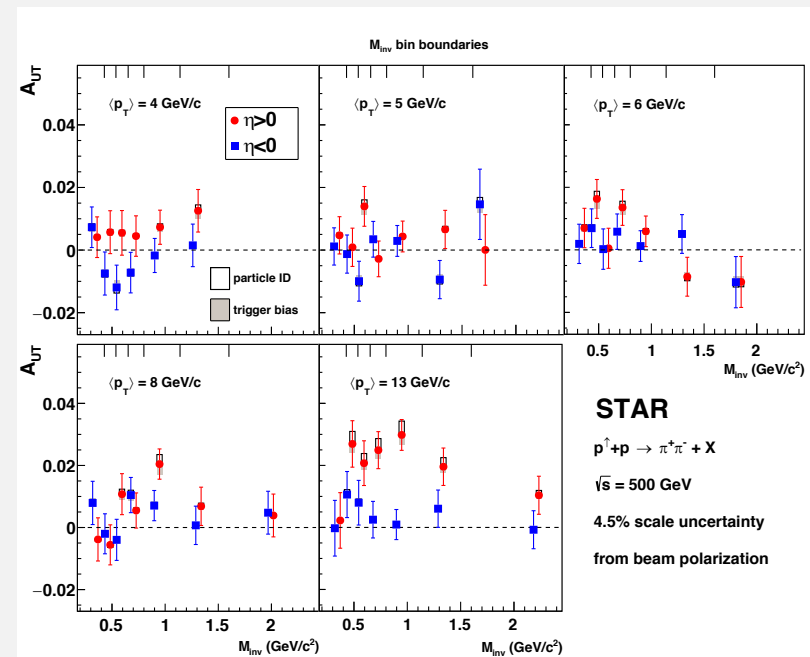 M_inv bin boundaries
A_UT
⟨p_T⟩ = 4 GeV/c
⟨p_T⟩ = 5 GeV/c
⟨p_T⟩ = 6 GeV/c
η>0
η<0
0.04
0.02
0
−0.02
particle ID
trigger bias
0.5 1 1.5 2
M_inv (GeV/c²)
A_UT
⟨p_T⟩ = 8 GeV/c
⟨p_T⟩ = 13 GeV/c
0.04
0.02
0
−0.02
0.5 1 1.5 2
M_inv (GeV/c²)
0.5 1 1.5 2
M_inv (GeV/c²)
STAR
p↑+p → π⁺π⁻ + X
√s = 500 GeV
4.5% scale uncertainty
from beam polarization